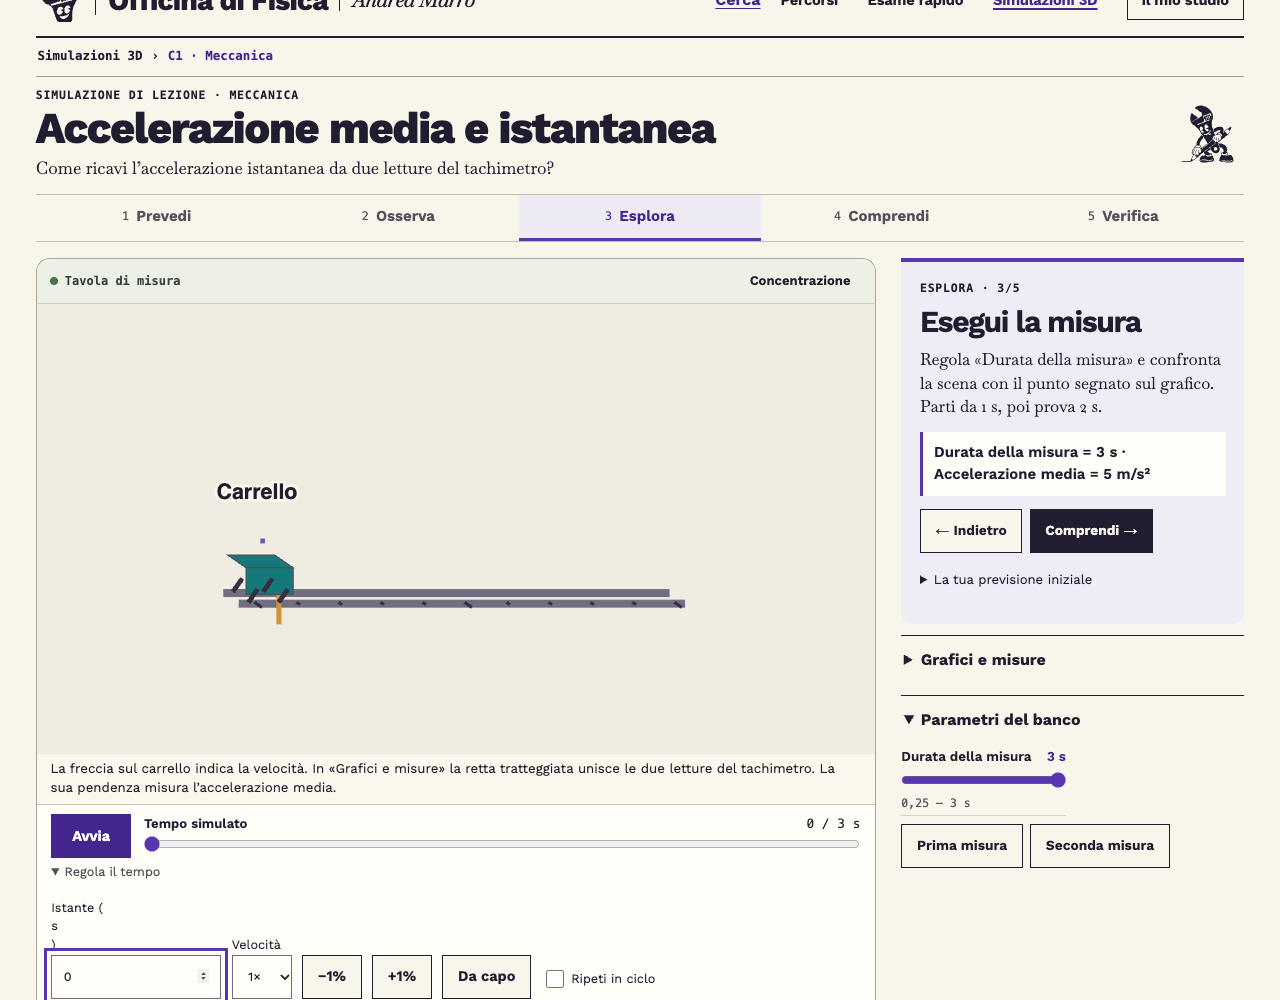 Officina di Fisica
Andrea Marro
Cerca
Percorsi
Esame rapido
Simulazioni 3D
Il mio studio
Simulazioni 3D › C1 · Meccanica
SIMULAZIONE DI LEZIONE · MECCANICA
Accelerazione media e istantanea
Come ricavi l’accelerazione istantanea da due letture del tachimetro?
1 Prevedi
2 Osserva
3 Esplora
4 Comprendi
5 Verifica
Tavola di misura
Concentrazione
Carrello
La freccia sul carrello indica la velocità. In «Grafici e misure» la retta tratteggiata unisce le due letture del tachimetro. La
sua pendenza misura l’accelerazione media.
Avvia
Tempo simulato
0 / 3 s
▼ Regola il tempo
Istante (
s
)
Velocità
0
1×
−1%
+1%
Da capo
Ripeti in ciclo
ESPLORA · 3/5
Esegui la misura
Regola «Durata della misura» e confronta
la scena con il punto segnato sul grafico.
Parti da 1 s, poi prova 2 s.
Durata della misura = 3 s ·
Accelerazione media = 5 m/s²
← Indietro
Comprendi →
▶ La tua previsione iniziale
▶ Grafici e misure
▼ Parametri del banco
Durata della misura 3 s
0,25 — 3 s
Prima misura
Seconda misura